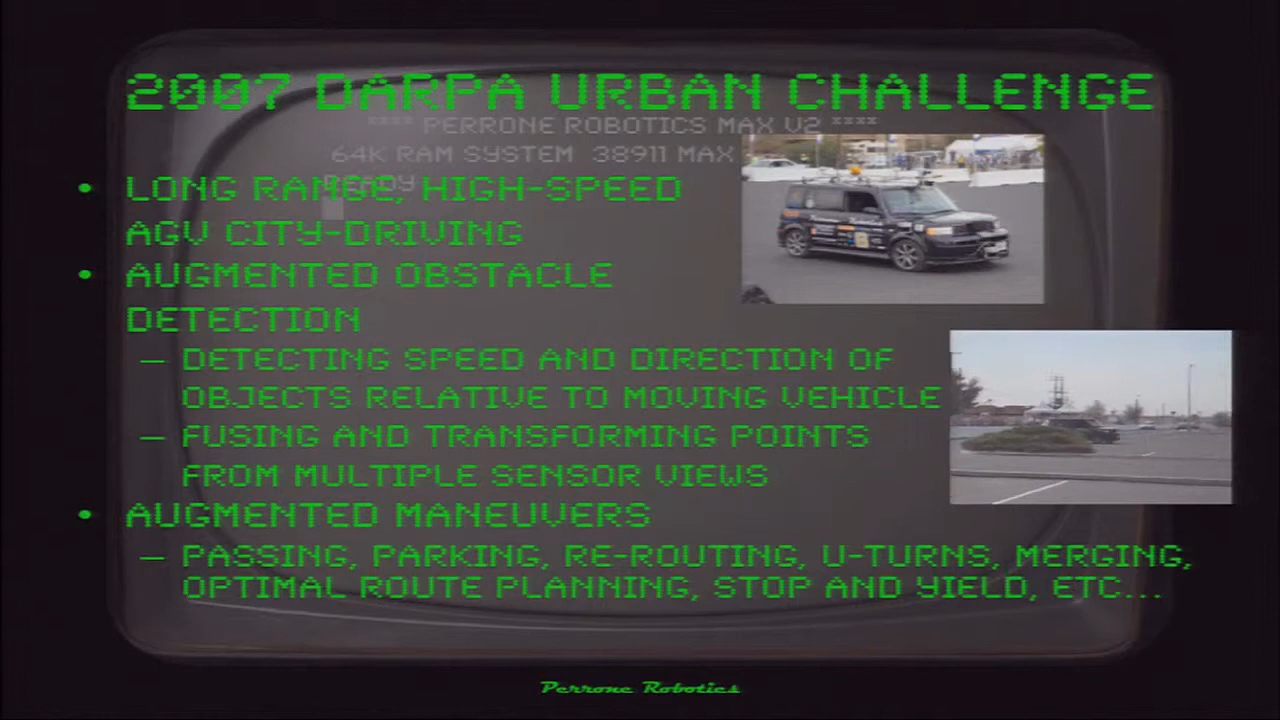 2007 DARPA URBAN CHALLENGE
**** PERRONE ROBOTICS MAX V2 ****
64K RAM SYSTEM 38911 MAX
READY
• LONG RANGE, HIGH-SPEED
AGV CITY-DRIVING
• AUGMENTED OBSTACLE
DETECTION
– DETECTING SPEED AND DIRECTION OF
OBJECTS RELATIVE TO MOVING VEHICLE
– FUSING AND TRANSFORMING POINTS
FROM MULTIPLE SENSOR VIEWS
• AUGMENTED MANEUVERS
– PASSING, PARKING, RE-ROUTING, U-TURNS, MERGING,
OPTIMAL ROUTE PLANNING, STOP AND YIELD, ETC...
Perrone Robotics